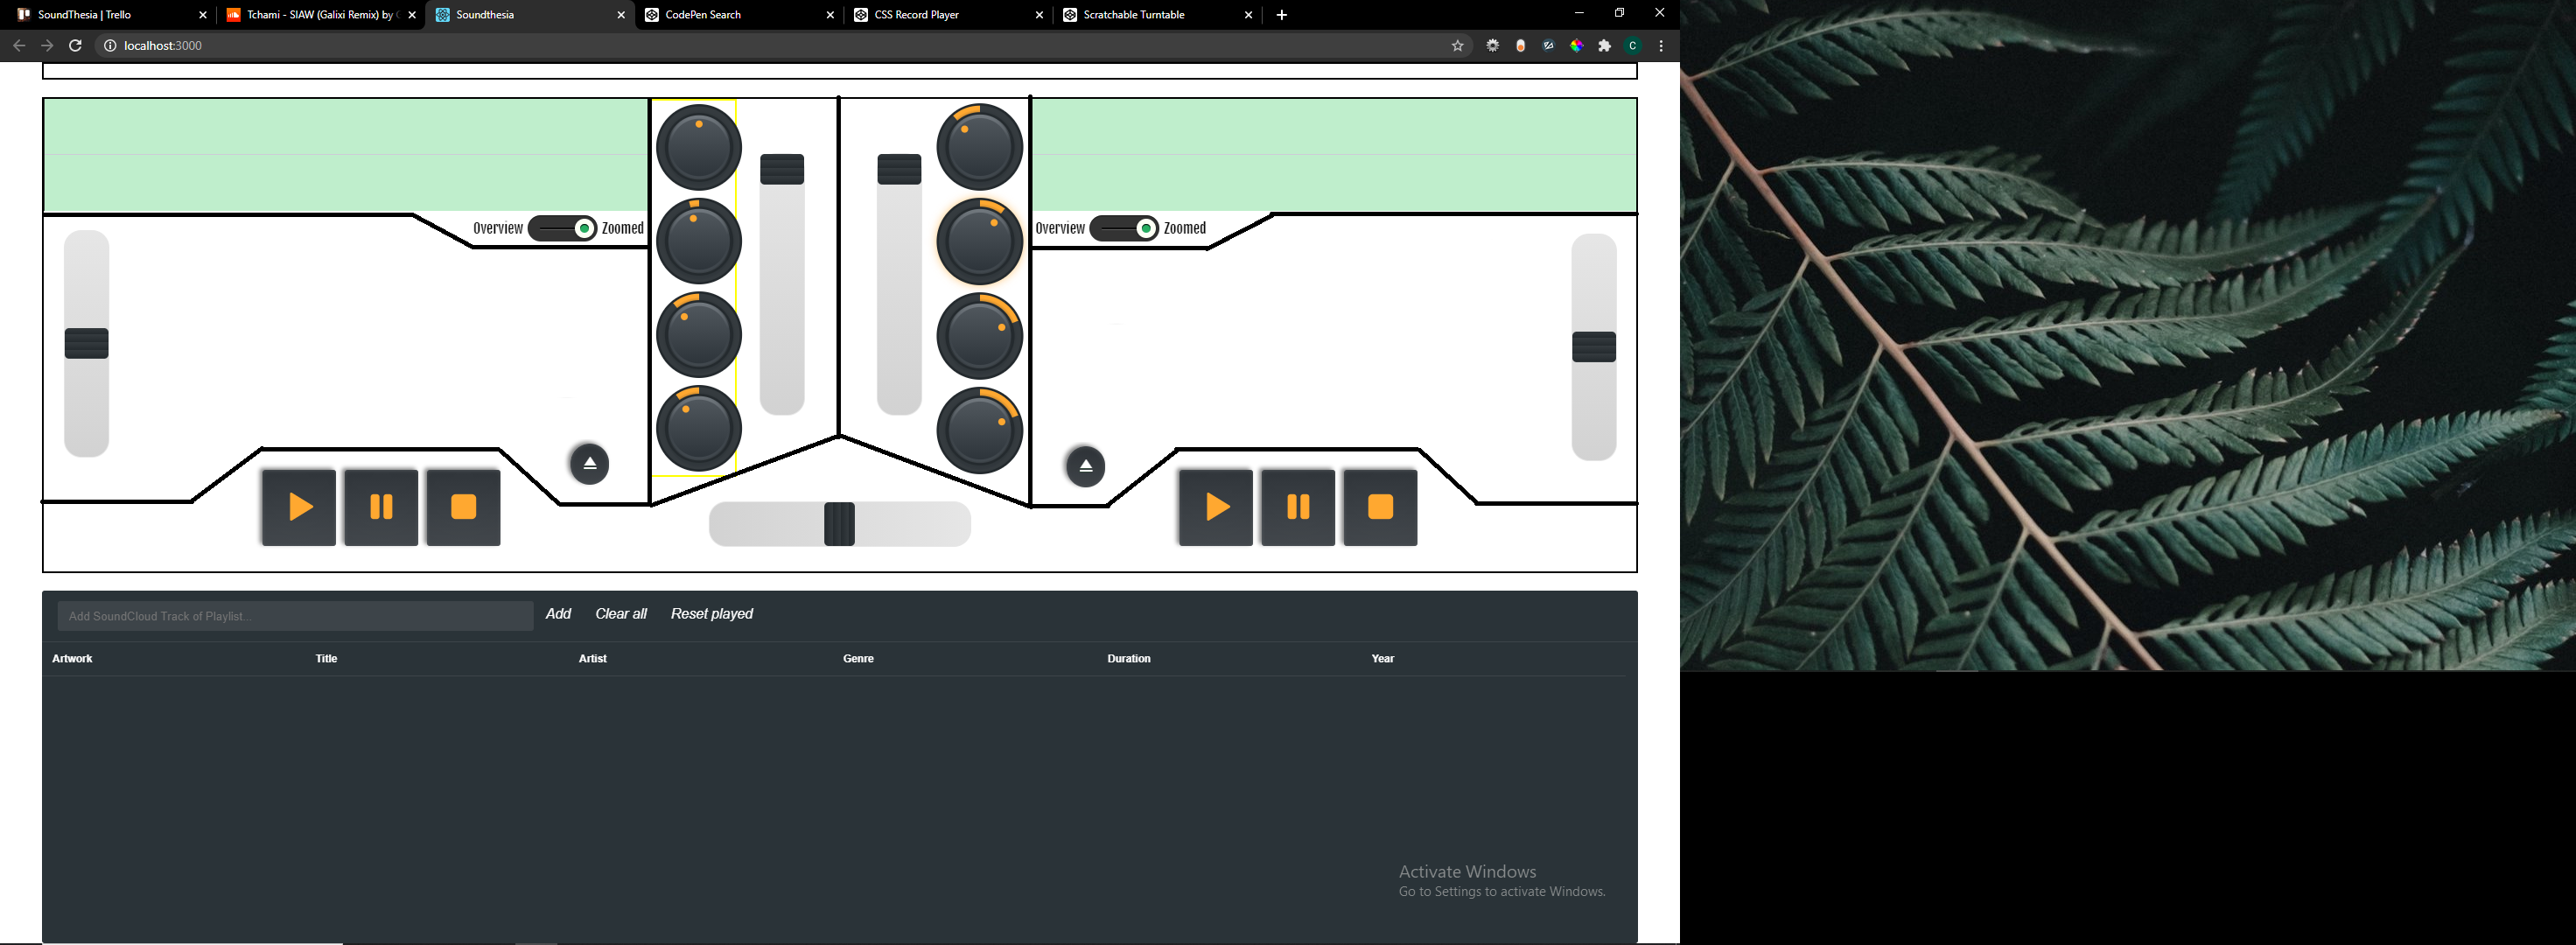 SoundThesia | Trello
Tchami - SIAW (Galixi Remix) by
Soundthesia
CodePen Search
CSS Record Player
Scratchable Turntable
localhost:3000
C
Overview Zoomed
Overview Zoomed
Add SoundCloud Track of Playlist...
Add Clear all Reset played
Artwork Title Artist Genre Duration Year
Activate Windows
Go to Settings to activate Windows.